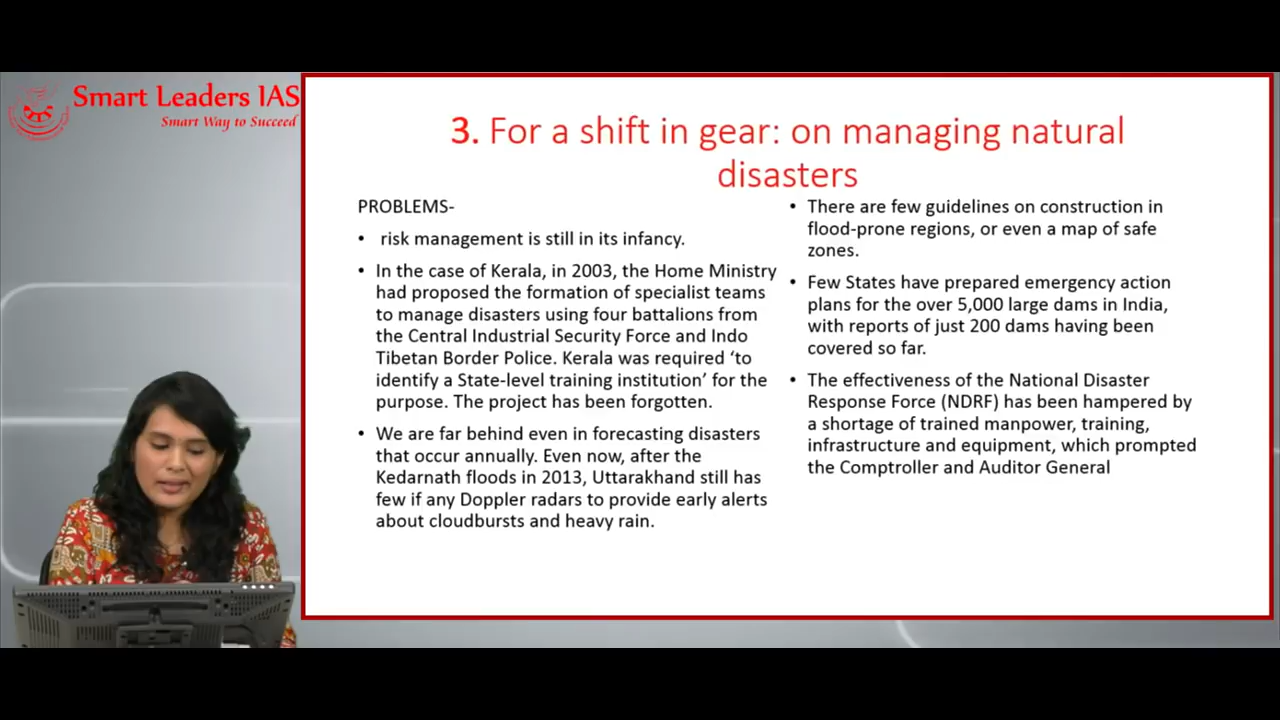 Smart Leaders IAS
Smart Way to Succeed
3. For a shift in gear: on managing natural
disasters
PROBLEMS-
• risk management is still in its infancy.
• In the case of Kerala, in 2003, the Home Ministry
had proposed the formation of specialist teams
to manage disasters using four battalions from
the Central Industrial Security Force and Indo
Tibetan Border Police. Kerala was required ‘to
identify a State-level training institution’ for the
purpose. The project has been forgotten.
• We are far behind even in forecasting disasters
that occur annually. Even now, after the
Kedarnath floods in 2013, Uttarakhand still has
few if any Doppler radars to provide early alerts
about cloudbursts and heavy rain.
• There are few guidelines on construction in
flood-prone regions, or even a map of safe
zones.
• Few States have prepared emergency action
plans for the over 5,000 large dams in India,
with reports of just 200 dams having been
covered so far.
• The effectiveness of the National Disaster
Response Force (NDRF) has been hampered by
a shortage of trained manpower, training,
infrastructure and equipment, which prompted
the Comptroller and Auditor General